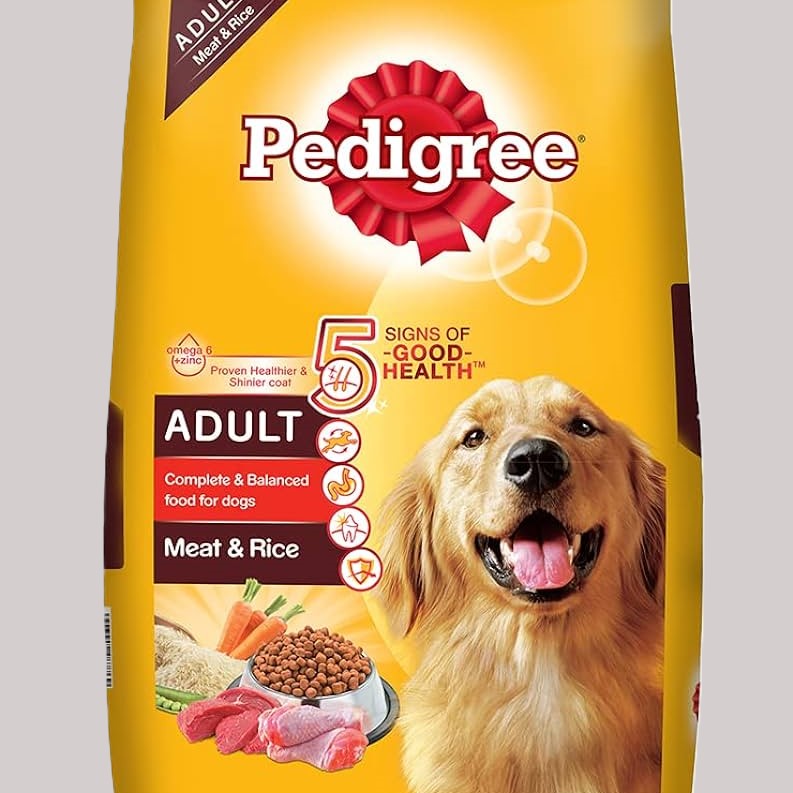 ADUL
Meat & Rice
Pedigree®
5 SIGNS OF
-GOOD-
HEALTH™
omega 6
+zinc
Proven Healthier &
Shinier coat
ADULT
Complete & Balanced
food for dogs
Meat & Rice